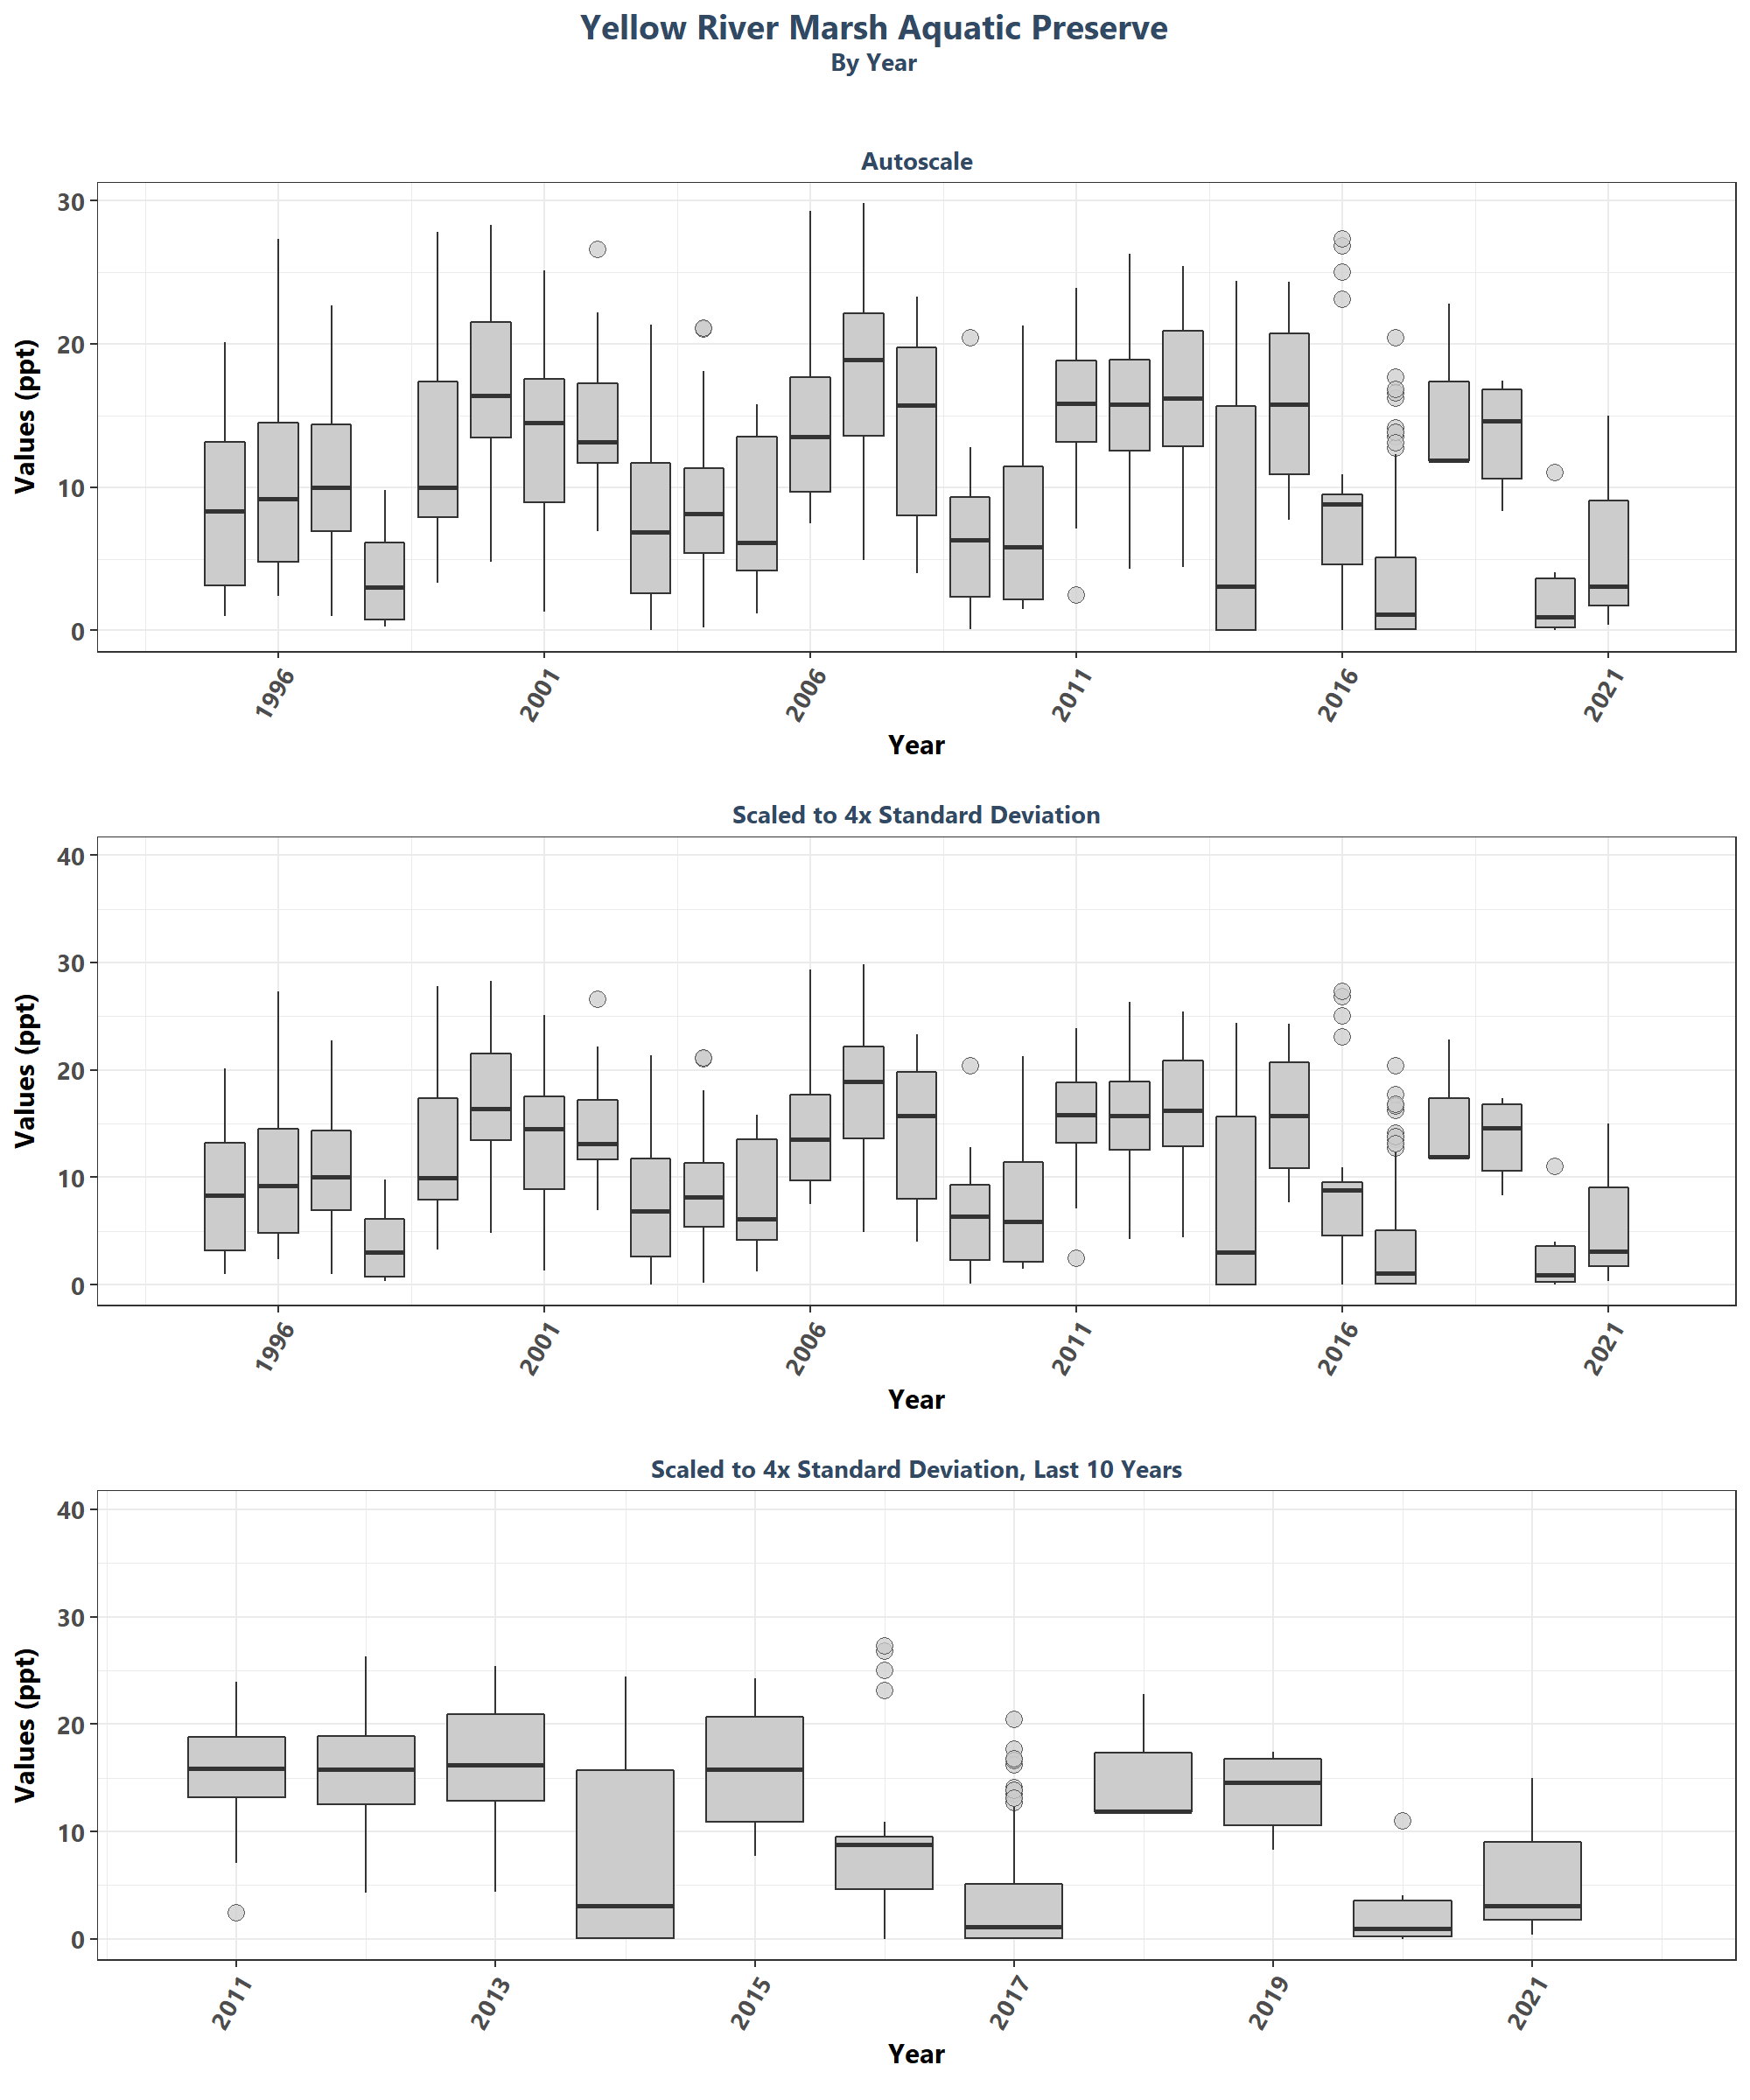 Yellow River Marsh Aquatic Preserve
By Year
Autoscale
30
20
10
0
Values (ppt)
1996 2001 2006 2011 2016 2021
Year
Scaled to 4x Standard Deviation
40
30
20
10
0
Values (ppt)
1996 2001 2006 2011 2016 2021
Year
Scaled to 4x Standard Deviation, Last 10 Years
40
30
20
10
0
Values (ppt)
2011 2013 2015 2017 2019 2021
Year